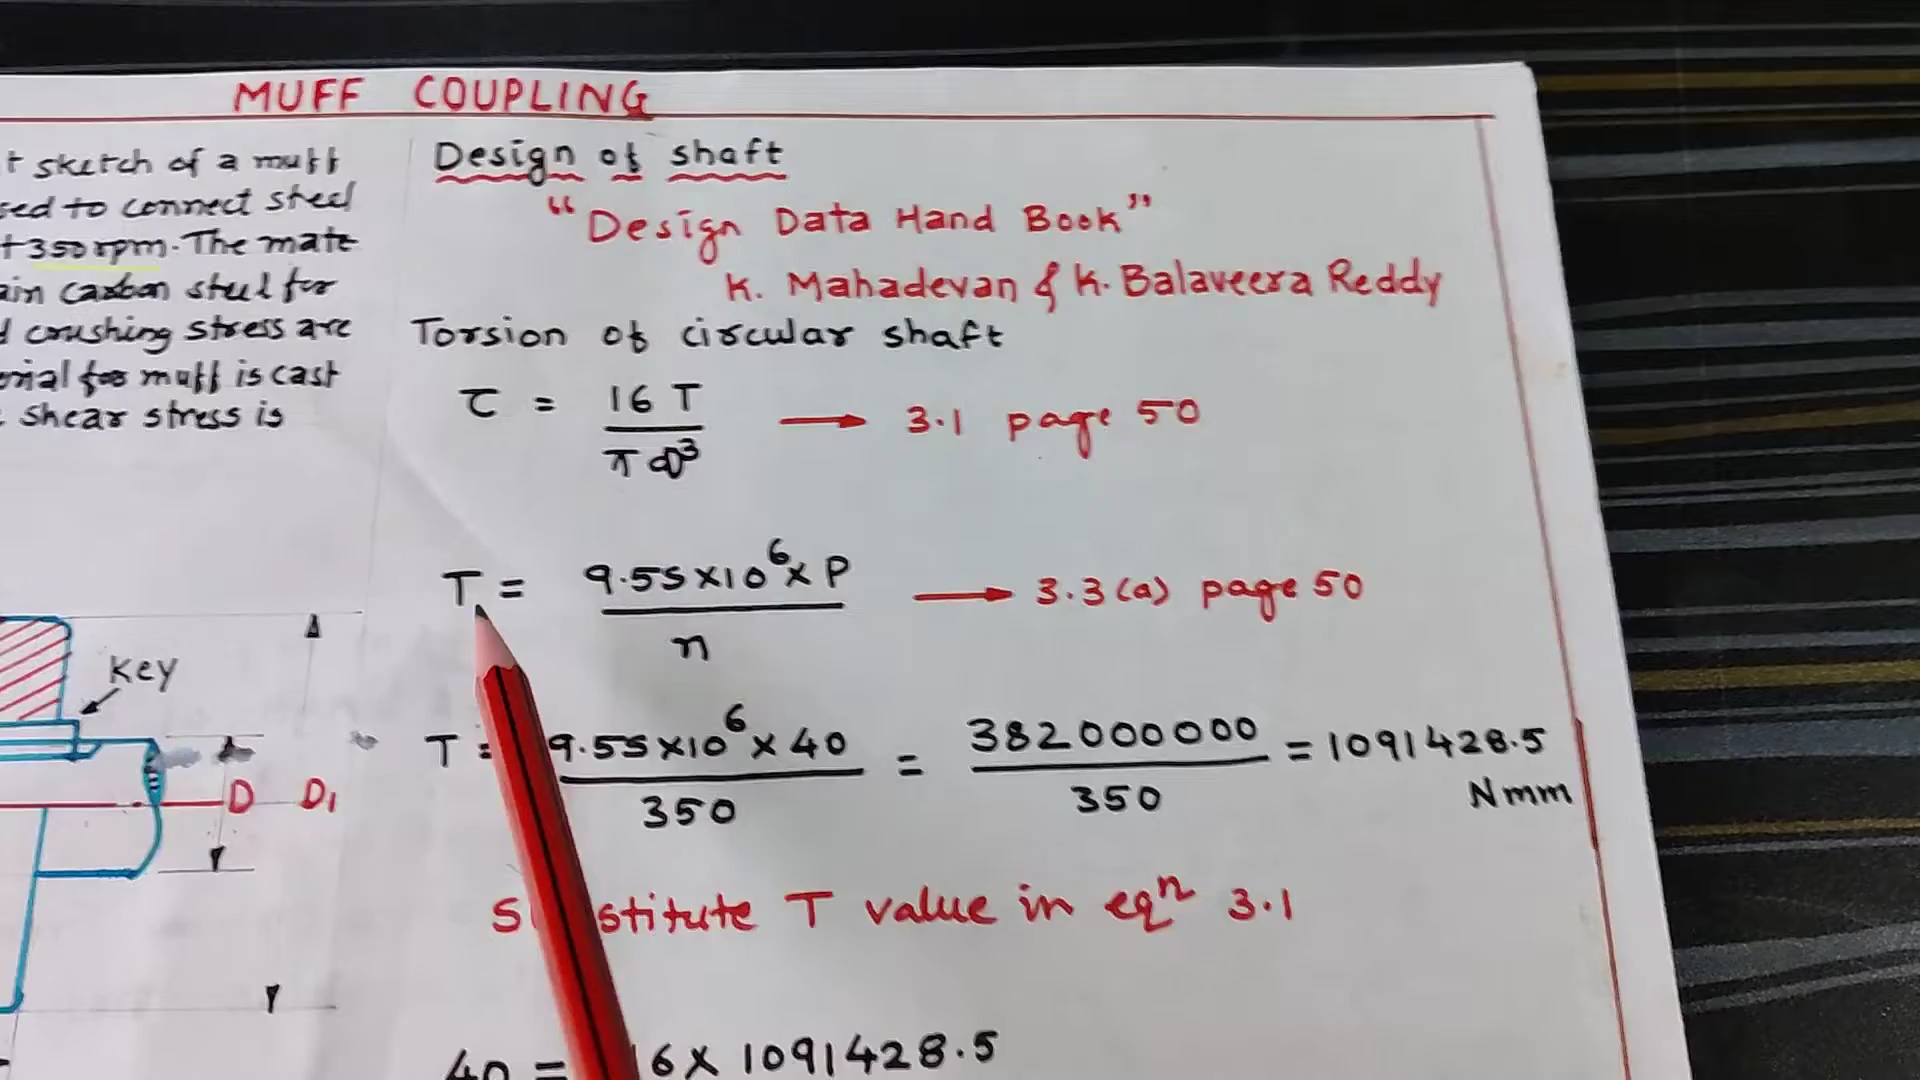 MUFF COUPLING
t sketch of a muff
sed to connect steel
t 350 rpm. The mate
ain carbon steel for
d crushing stress are
erial for muff is cast
shear stress is
Key
D D₁
Design of shaft
"Design Data Hand Book"
K. Mahadevan & K. Balaveera Reddy
Torsion of circular shaft
τ = 16 T / π D³ → 3.1 page 50
T = 9.55×10⁶× P / n → 3.3(a) page 50
T = 9.55×10⁶ × 40 / 350 = 382000000 / 350 = 1091428.5 Nmm
S stitute T value in eqⁿ 3.1
40 = 6 × 1091428.5